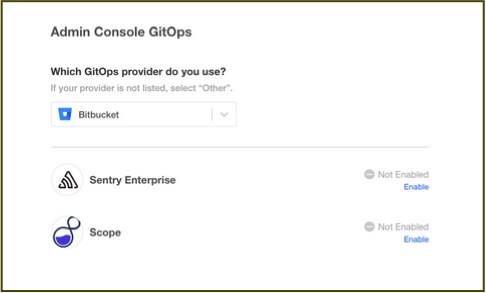 Admin Console GitOps
Which GitOps provider do you use?
If your provider is not listed, select “Other”.
Bitbucket
Sentry Enterprise
Not Enabled
Enable
Scope
Not Enabled
Enable